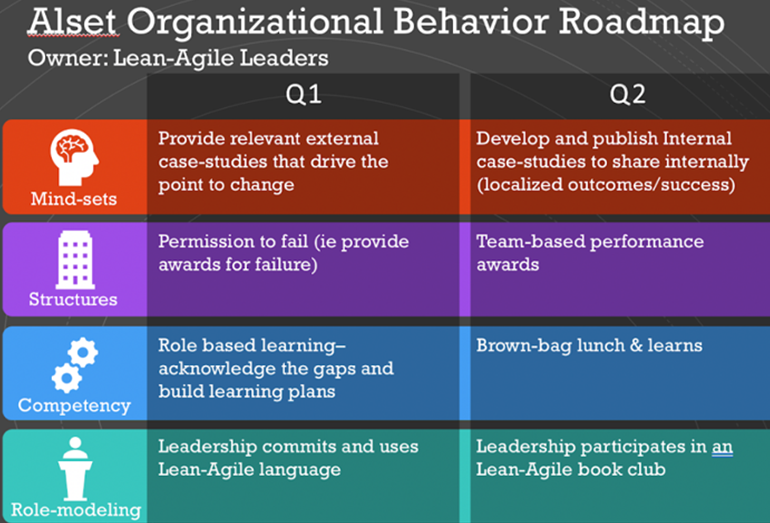 Alset Organizational Behavior Roadmap
Owner: Lean-Agile Leaders
Q1
Q2
Mind-sets
Provide relevant external
case-studies that drive the
point to change
Develop and publish Internal
case-studies to share internally
(localized outcomes/success)
Structures
Permission to fail (ie provide
awards for failure)
Team-based performance
awards
Competency
Role based learning–
acknowledge the gaps and
build learning plans
Brown-bag lunch & learns
Role-modeling
Leadership commits and uses
Lean-Agile language
Leadership participates in an
Lean-Agile book club